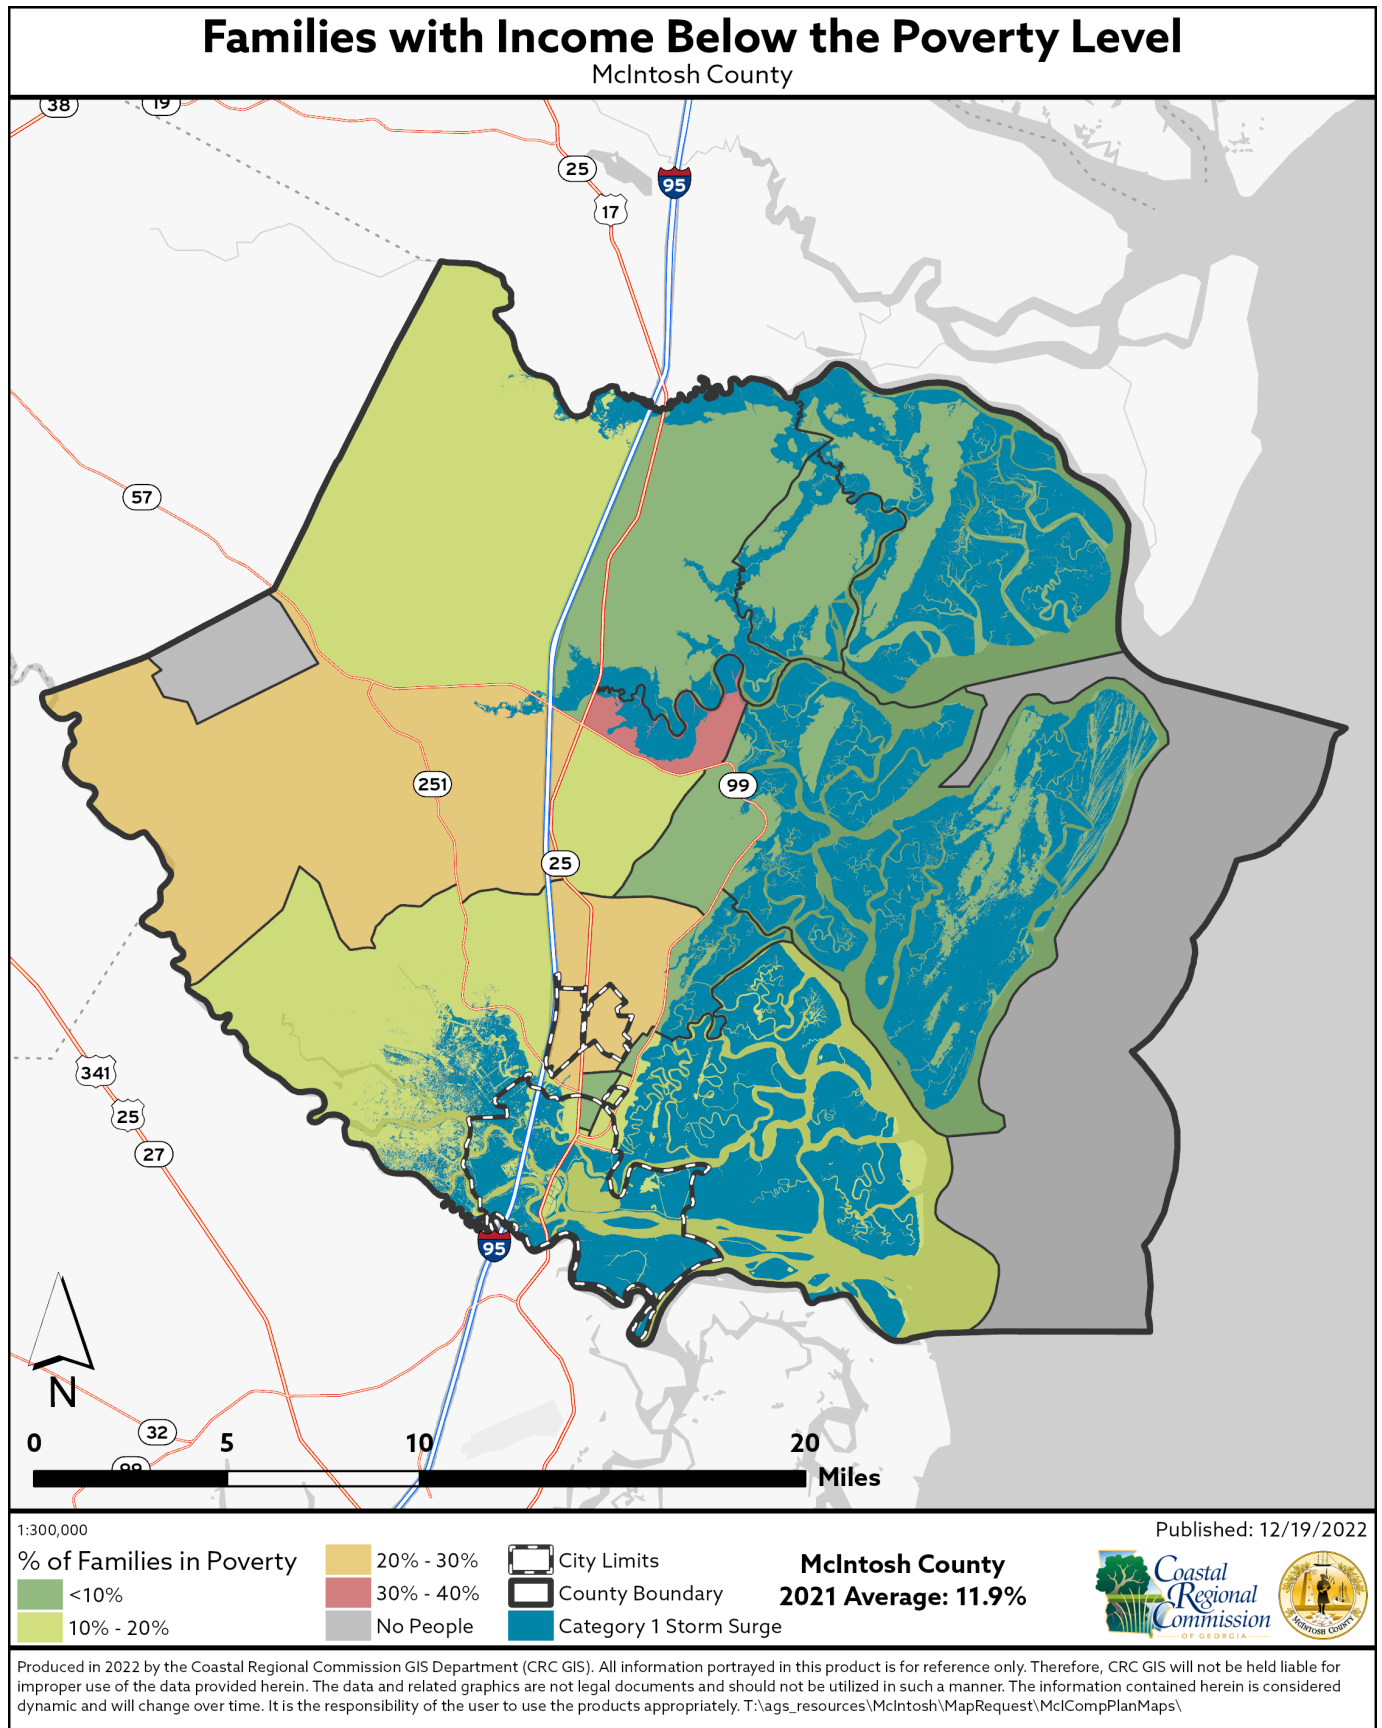 Families with Income Below the Poverty Level
McIntosh County
38
19
25
95
17
57
251
99
25
341
25
27
95
N
32
99
0 5 10 20
Miles
1:300,000
Published: 12/19/2022
% of Families in Poverty
<10%
10% - 20%
20% - 30%
30% - 40%
No People
City Limits
County Boundary
Category 1 Storm Surge
McIntosh County
2021 Average: 11.9%
Coastal
Regional
Commission
OF GEORGIA
McINTOSH COUNTY
Produced in 2022 by the Coastal Regional Commission GIS Department (CRC GIS). All information portrayed in this product is for reference only. Therefore, CRC GIS will not be held liable for
improper use of the data provided herein. The data and related graphics are not legal documents and should not be utilized in such a manner. The information contained herein is considered
dynamic and will change over time. It is the responsibility of the user to use the products appropriately. T:\ags_resources\McIntosh\MapRequest\McICompPlanMaps\